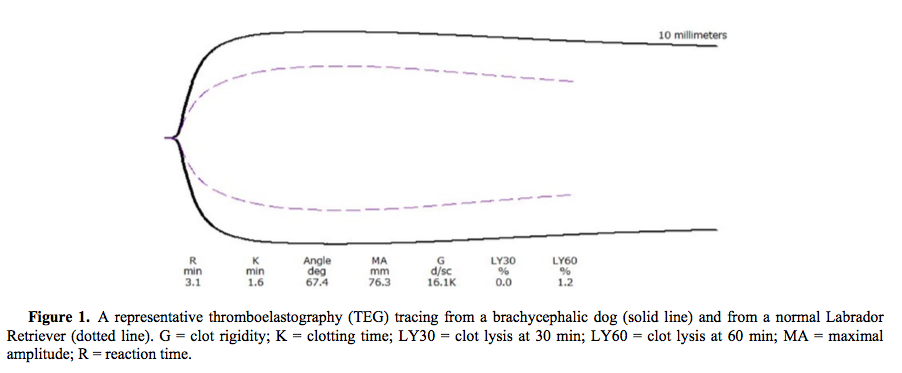 10 millimeters
R K Angle MA G LY30 LY60
min min deg mm d/sc % %
3.1 1.6 67.4 76.3 16.1K 0.0 1.2
Figure 1. A representative thromboelastography (TEG) tracing from a brachycephalic dog (solid line) and from a normal Labrador
Retriever (dotted line). G = clot rigidity; K = clotting time; LY30 = clot lysis at 30 min; LY60 = clot lysis at 60 min; MA = maximal
amplitude; R = reaction time.